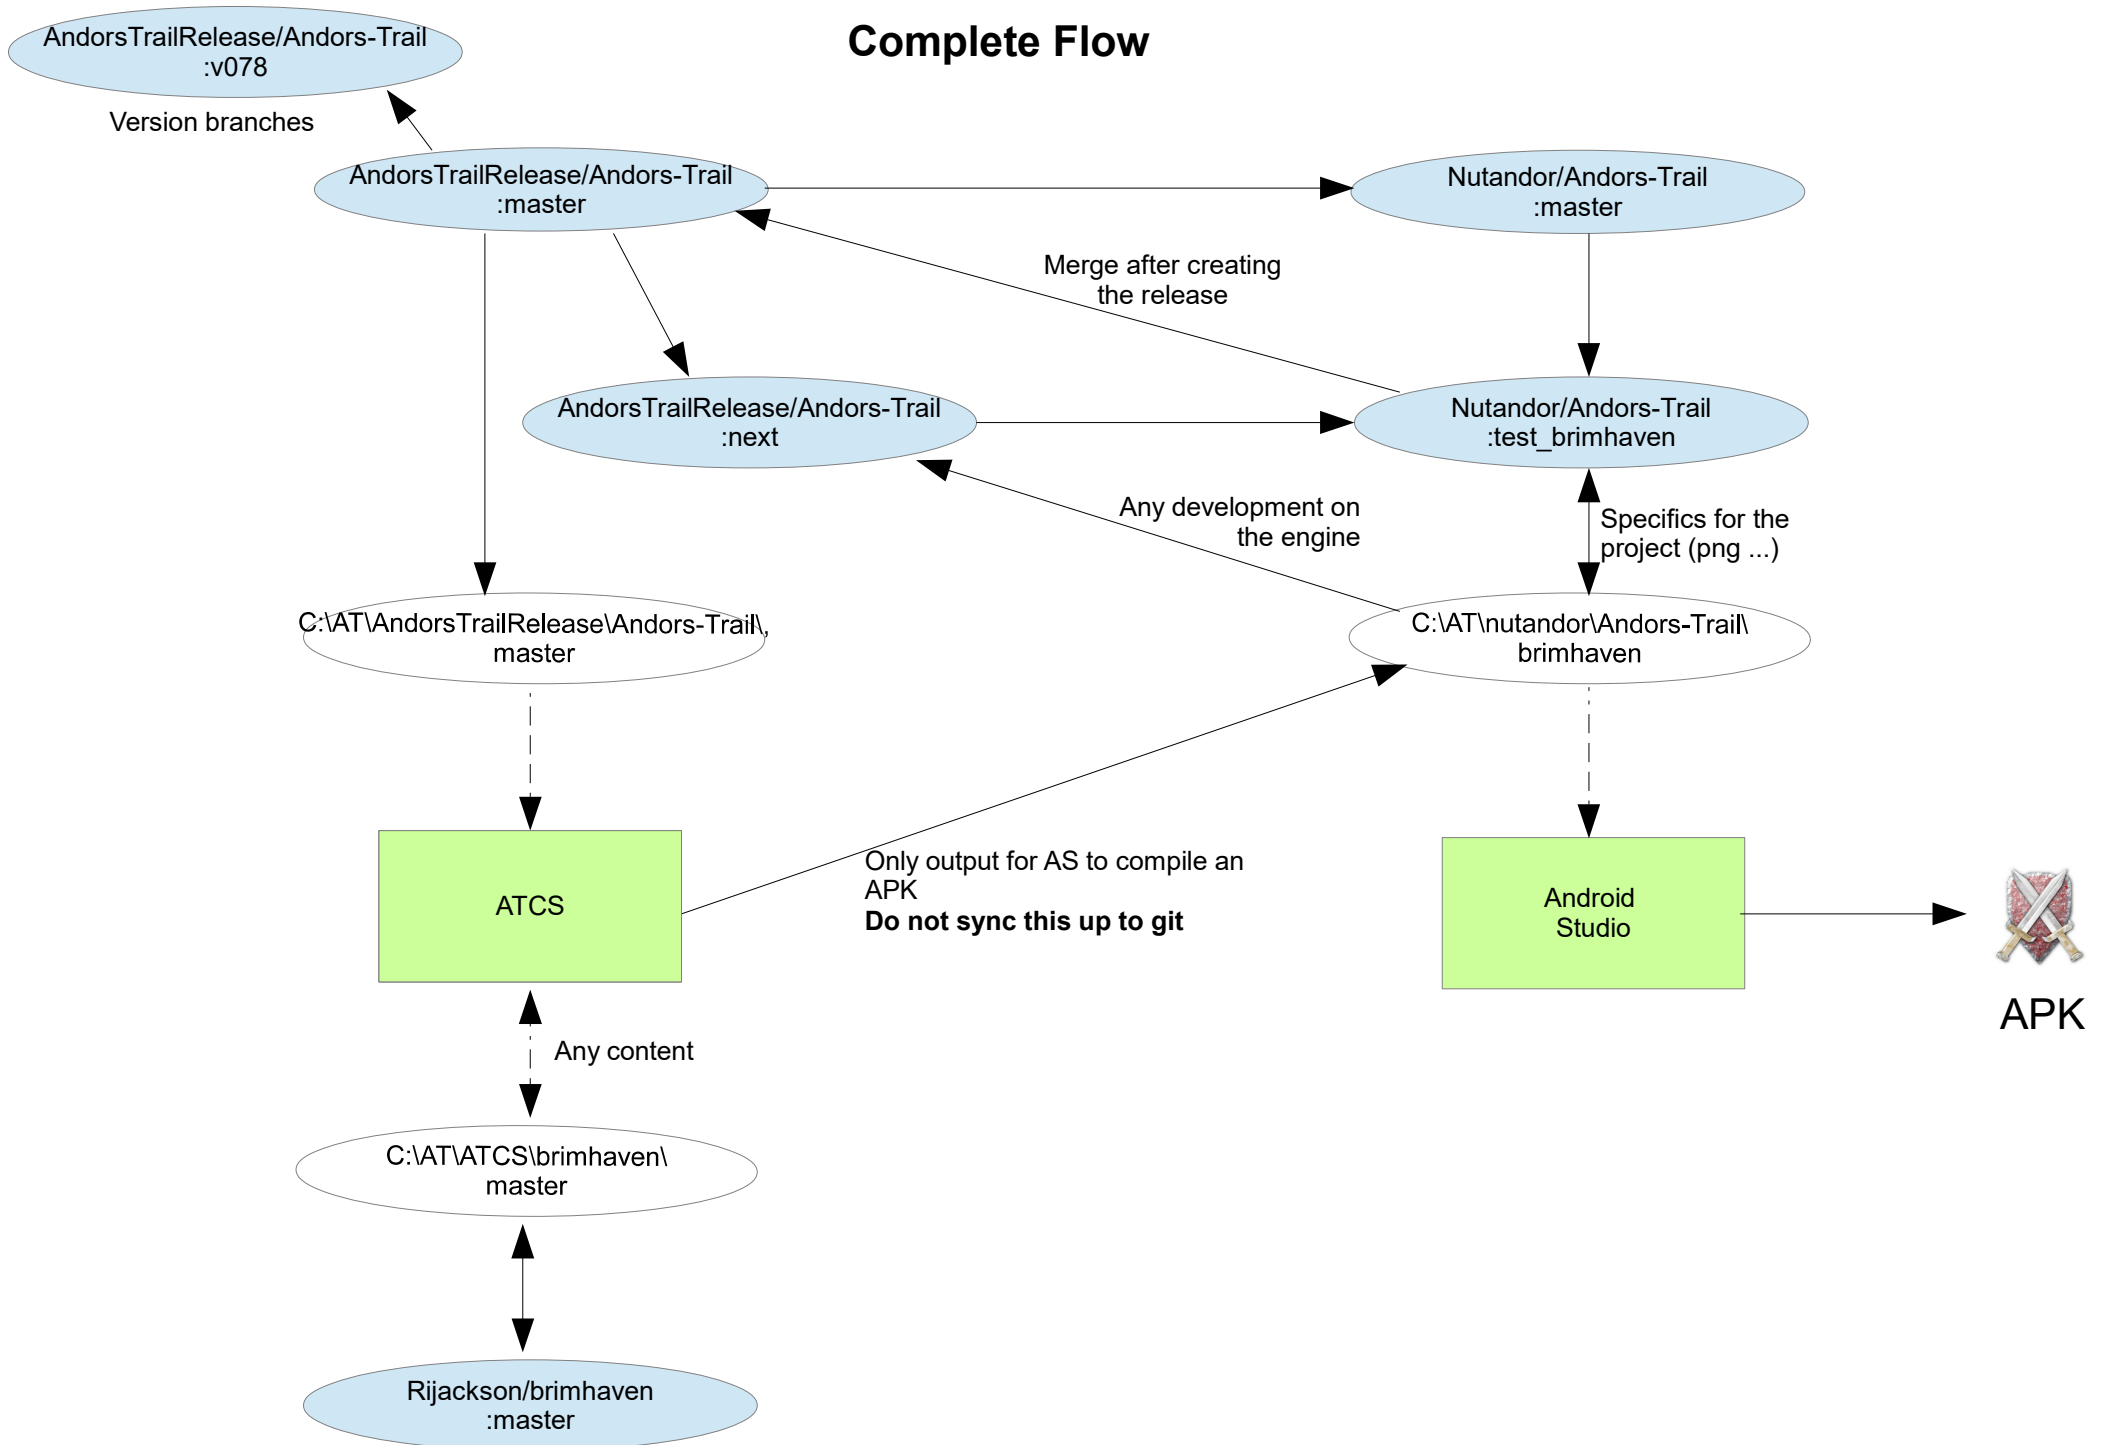 Complete Flow
AndorsTrailRelease/Andors-Trail
:v078
Version branches
AndorsTrailRelease/Andors-Trail
:master
Nutandor/Andors-Trail
:master
Merge after creating
the release
AndorsTrailRelease/Andors-Trail
:next
Nutandor/Andors-Trail
:test_brimhaven
Any development on
the engine
Specifics for the
project (png ...)
C:\AT\AndorsTrailRelease\Andors-Trail\,
master
C:\AT\nutandor\Andors-Trail\
brimhaven
ATCS
Only output for AS to compile an
APK
Do not sync this up to git
Android
Studio
APK
Any content
C:\AT\ATCS\brimhaven\
master
Rijackson/brimhaven
:master